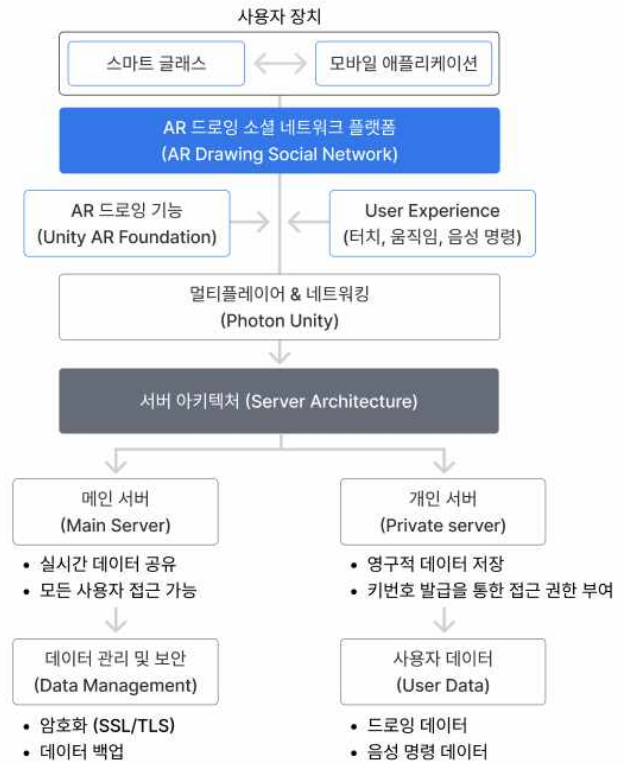 사용자 장치
스마트 글래스
모바일 애플리케이션
AR 드로잉 소셜 네트워크 플랫폼
(AR Drawing Social Network)
AR 드로잉 기능
(Unity AR Foundation)
User Experience
(터치, 움직임, 음성 명령)
멀티플레이어 & 네트워킹
(Photon Unity)
서버 아키텍처 (Server Architecture)
메인 서버
(Main Server)
• 실시간 데이터 공유
• 모든 사용자 접근 가능
개인 서버
(Private server)
• 영구적 데이터 저장
• 키번호 발급을 통한 접근 권한 부여
데이터 관리 및 보안
(Data Management)
• 암호화 (SSL/TLS)
• 데이터 백업
사용자 데이터
(User Data)
• 드로잉 데이터
• 음성 명령 데이터